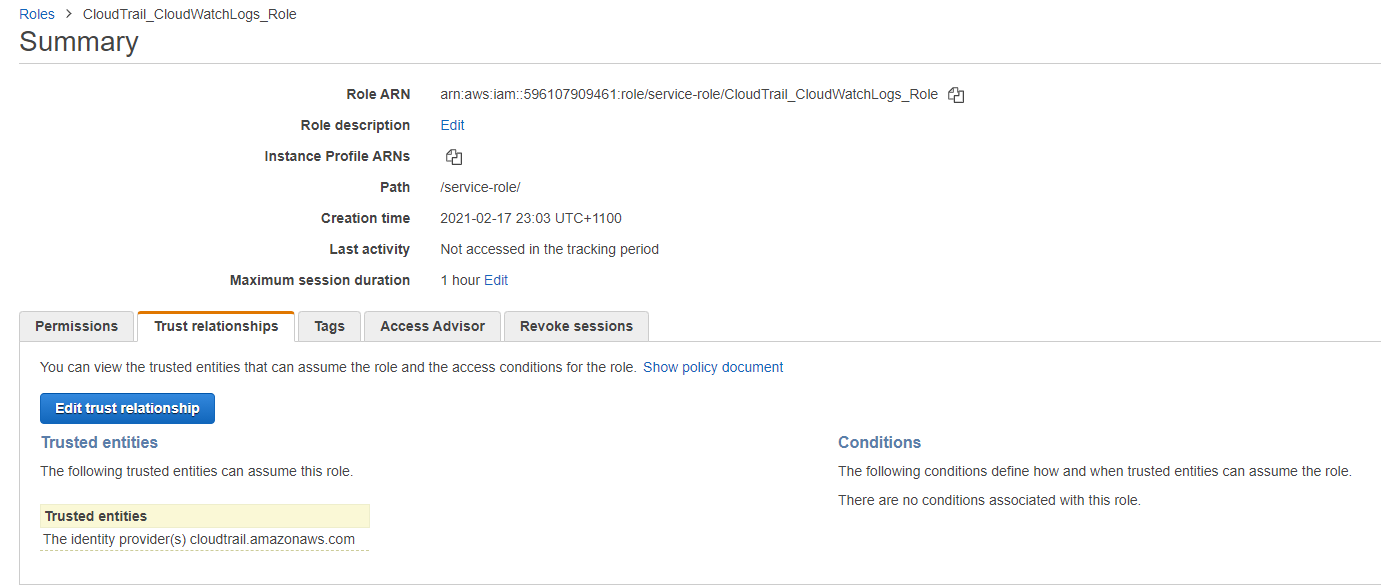 Roles > CloudTrail_CloudWatchLogs_Role
Summary
Role ARN arn:aws:iam::596107909461:role/service-role/CloudTrail_CloudWatchLogs_Role
Role description Edit
Instance Profile ARNs
Path /service-role/
Creation time 2021-02-17 23:03 UTC+1100
Last activity Not accessed in the tracking period
Maximum session duration 1 hour Edit
Permissions Trust relationships Tags Access Advisor Revoke sessions
You can view the trusted entities that can assume the role and the access conditions for the role. Show policy document
Edit trust relationship
Trusted entities
The following trusted entities can assume this role.
Trusted entities
The identity provider(s) cloudtrail.amazonaws.com
Conditions
The following conditions define how and when trusted entities can assume the role.
There are no conditions associated with this role.